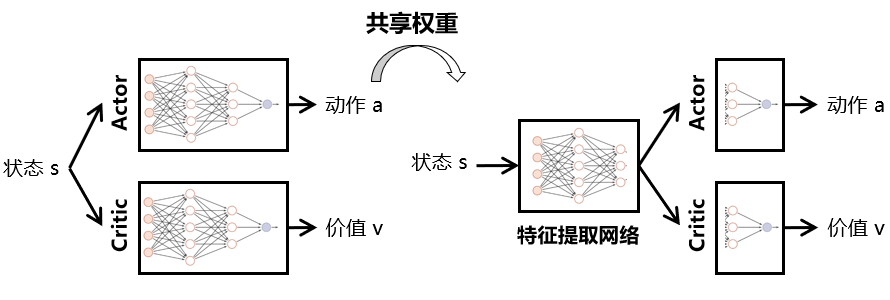 共享权重
状态 s
Actor
动作 a
Critic
价值 v
状态 s
特征提取网络
Actor
动作 a
Critic
价值 v